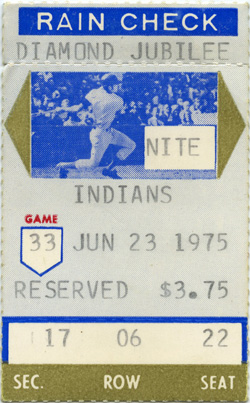 RAIN CHECK
DIAMOND JUBILEE
NITE
INDIANS
GAME
33 JUN 23 1975
RESERVED $3.75
17 06 22
SEC. ROW SEAT